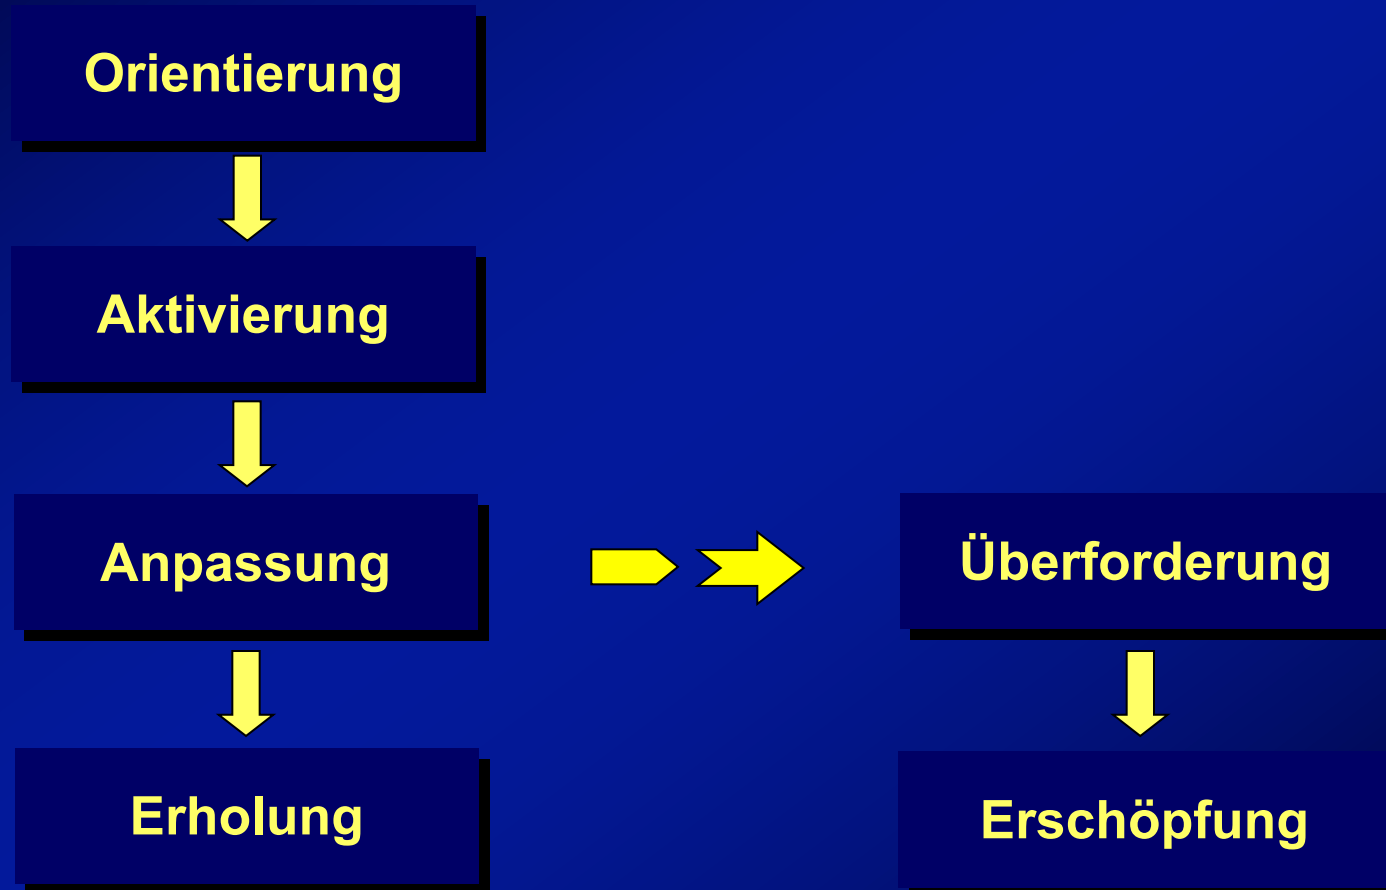 Orientierung
Aktivierung
Anpassung
Überforderung
Erholung
Erschöpfung